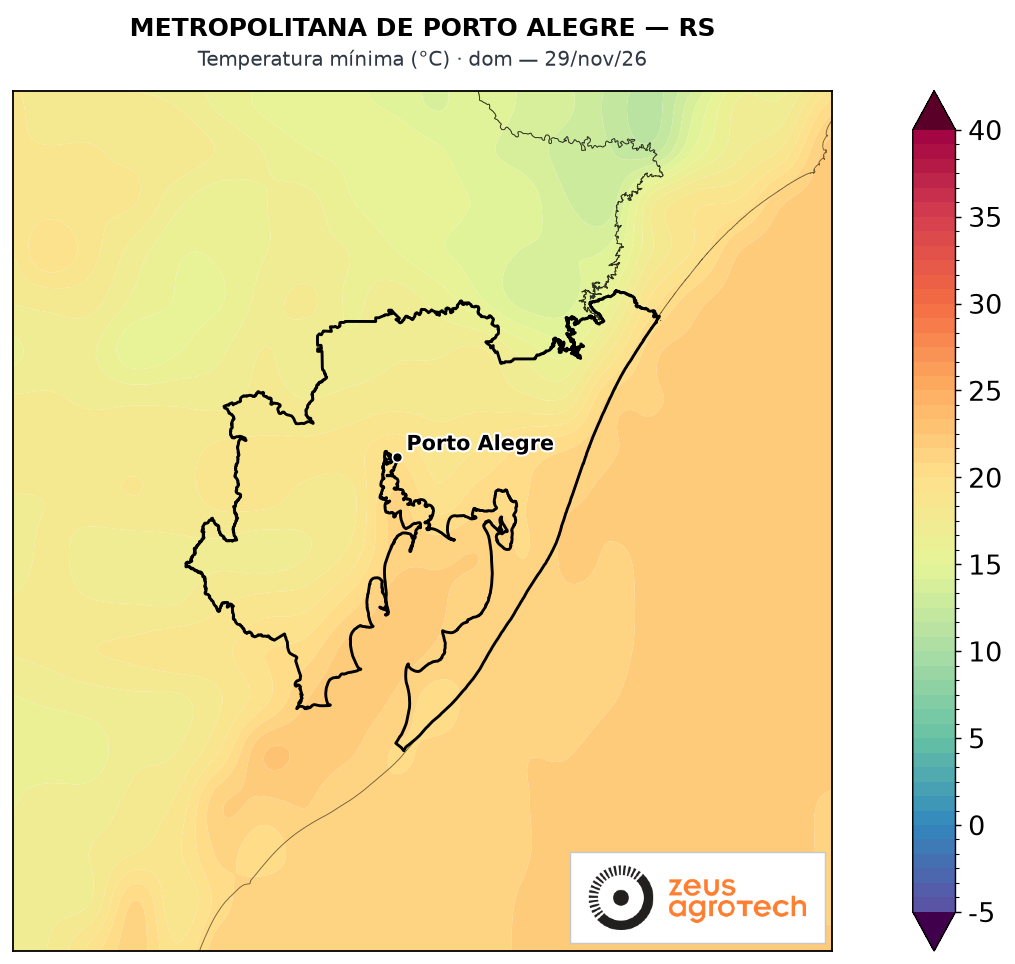 METROPOLITANA DE PORTO ALEGRE — RS
Temperatura mínima (°C) · dom — 29/nov/26
Porto Alegre
40
35
30
25
20
15
10
5
0
-5
zeus
agrotech